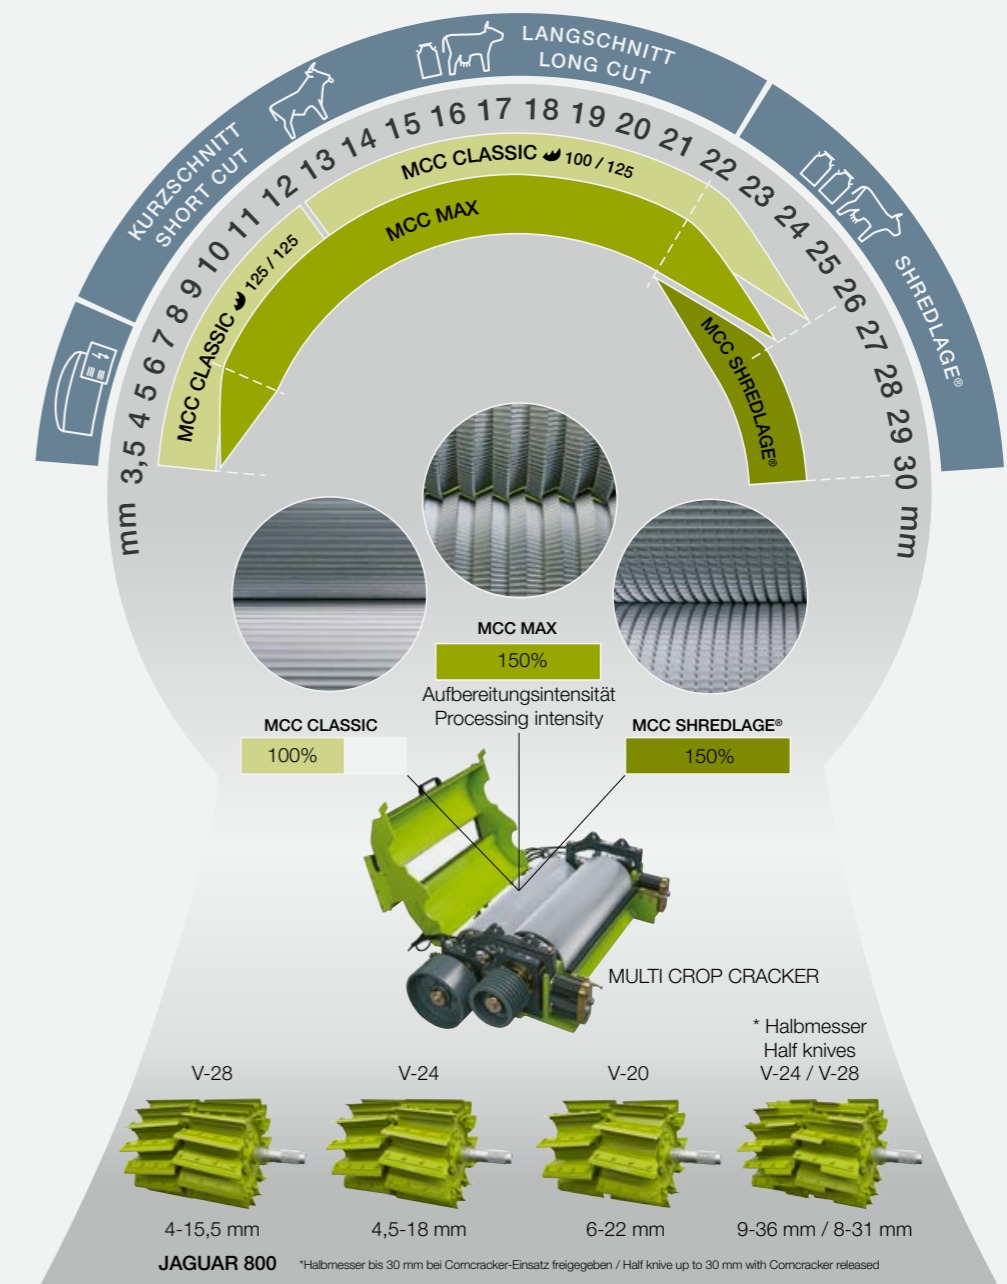 KURZSCHNITT
SHORT CUT
LANGSCHNITT
LONG CUT
SHREDLAGE®
mm 3,5 4 5 6 7 8 9 10 11 12 13 14 15 16 17 18 19 20 21 22 23 24 25 26 27 28 29 30 mm
MCC CLASSIC 125 / 125
MCC CLASSIC 100 / 125
MCC MAX
MCC SHREDLAGE®
MCC MAX
150%
Aufbereitungsintensität
Processing intensity
MCC CLASSIC
100%
MCC SHREDLAGE®
150%
MULTI CROP CRACKER
* Halbmesser
Half knives
V-28 V-24 V-20 V-24 / V-28
4-15,5 mm 4,5-18 mm 6-22 mm 9-36 mm / 8-31 mm
JAGUAR 800 *Halbmesser bis 30 mm bei Corncracker-Einsatz freigegeben / Half knive up to 30 mm with Corncracker released